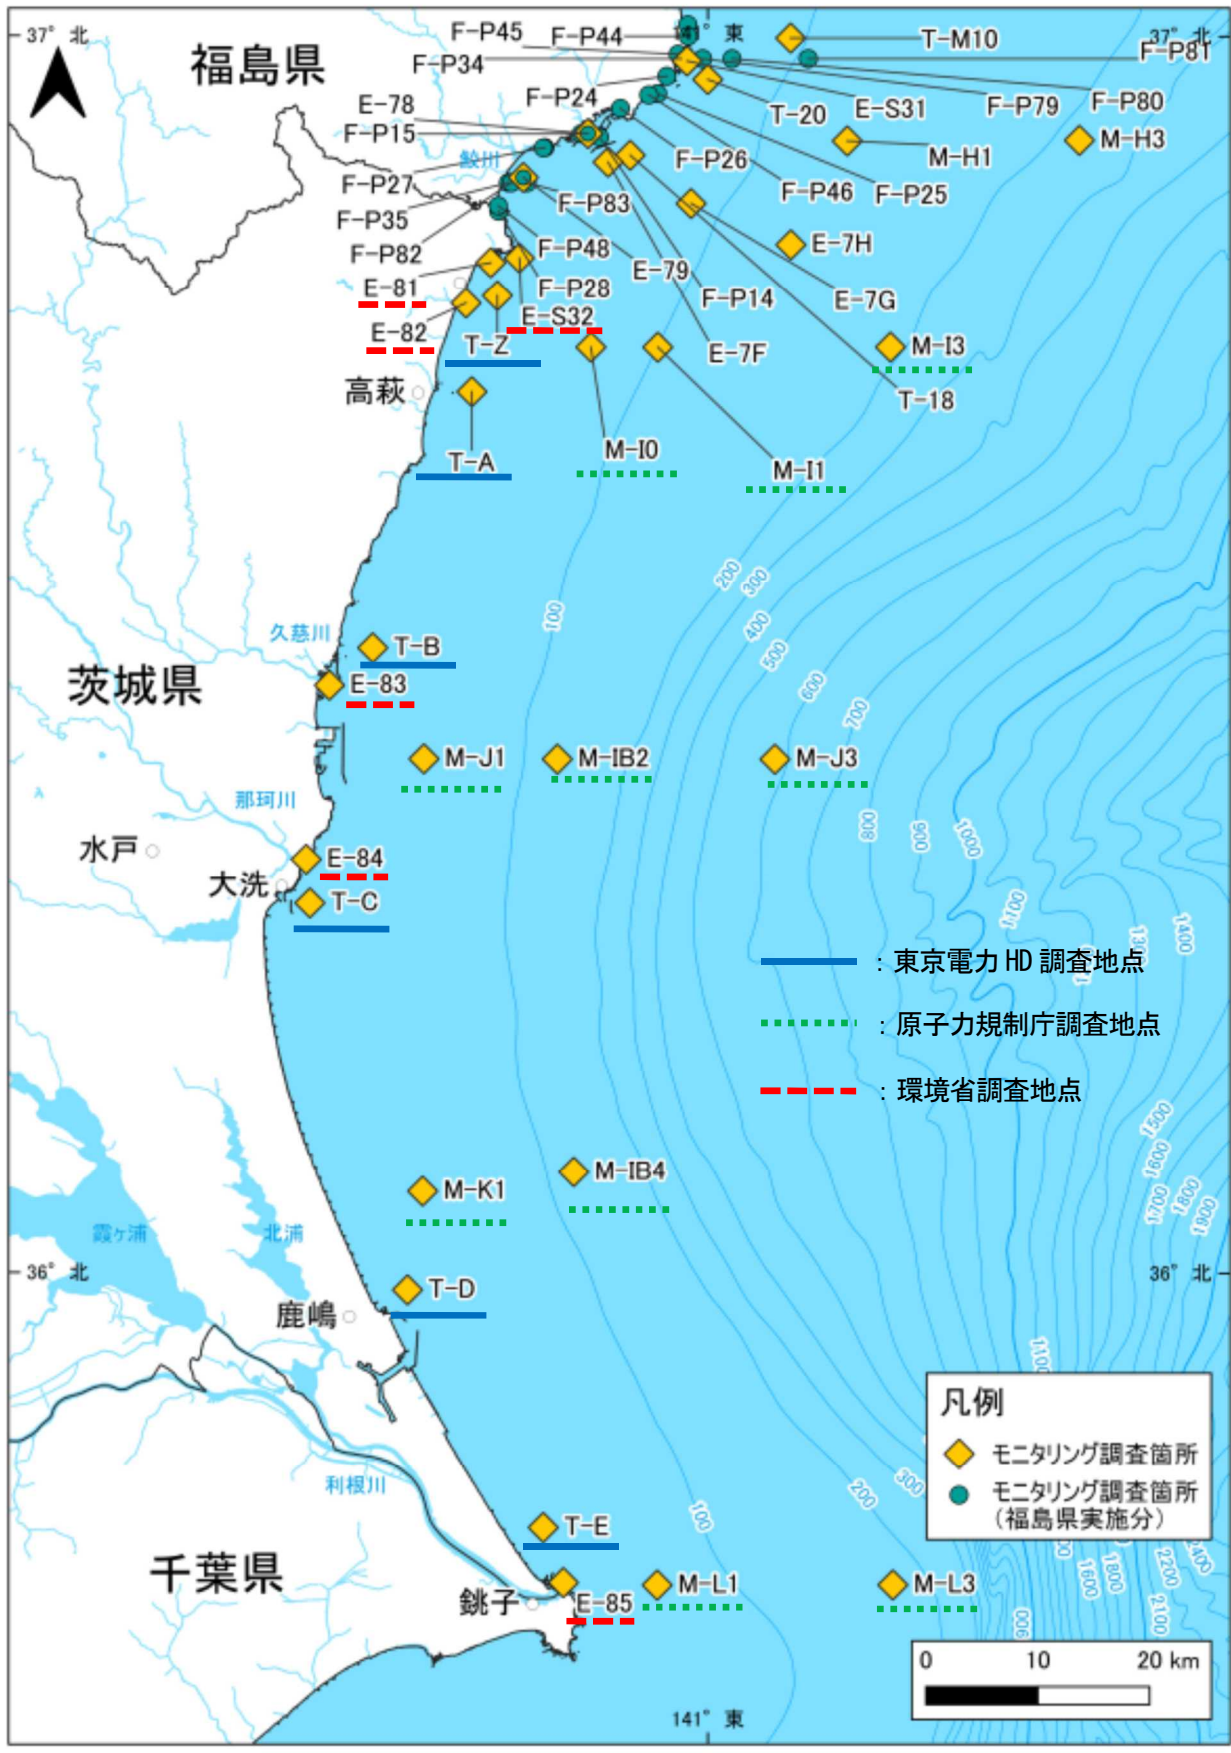 37° 北
141° 東
37° 北
福島県
F-P45
F-P44
T-M10
F-P34
F-P81
F-P24
E-78
F-P15
T-20
E-S31
F-P79
F-P80
鮫川
F-P26
M-H1
M-H3
F-P27
F-P46
F-P25
F-P35
F-P83
F-P82
F-P48
E-7H
E-79
E-81
F-P28
F-P14
E-7G
E-S32
E-82
T-Z
E-7F
M-I3
高萩
T-18
T-A
M-I0
M-I1
200
300
100
400
500
久慈川
T-B
600
茨城県
E-83
700
M-J1
M-IB2
M-J3
那珂川
800
900
1000
水戸
E-84
大洗
T-C
1100
1400
: 東京電力 HD 調査地点
: 原子力規制庁調査地点
: 環境省調査地点
1500
1600
1700
1800
1900
M-IB4
M-K1
霞ヶ浦
北浦
36° 北
36° 北
T-D
鹿嶋
凡例
モニタリング調査箇所
モニタリング調査箇所
(福島県実施分)
利根川
200
300
100
T-E
千葉県
銚子
E-85
M-L1
M-L3
1600
1800
2200
2400
2100
900
0 10 20 km
141° 東